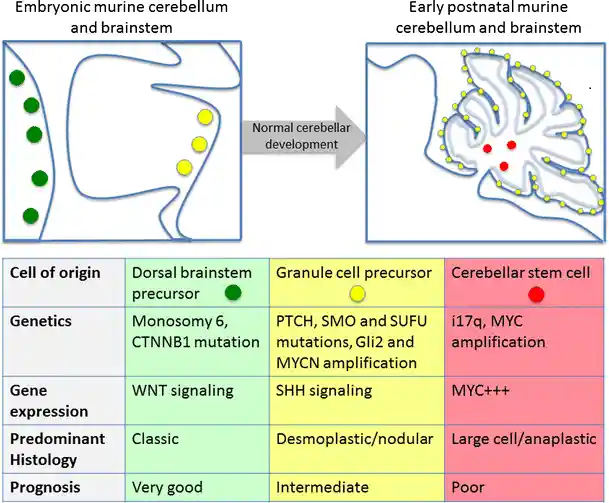 Embryonic murine cerebellum
and brainstem
Early postnatal murine
cerebellum and brainstem
Normal cerebellar
development
Cell of origin
Dorsal brainstem
precursor
Granule cell precursor
Cerebellar stem cell
Genetics
Monosomy 6,
CTNNB1 mutation
PTCH, SMO and SUFU
mutations, Gli2 and
MYCN amplification
i17q, MYC
amplification
Gene
expression
WNT signaling
SHH signaling
MYC+++
Predominant
Histology
Classic
Desmoplastic/nodular
Large cell/anaplastic
Prognosis
Very good
Intermediate
Poor